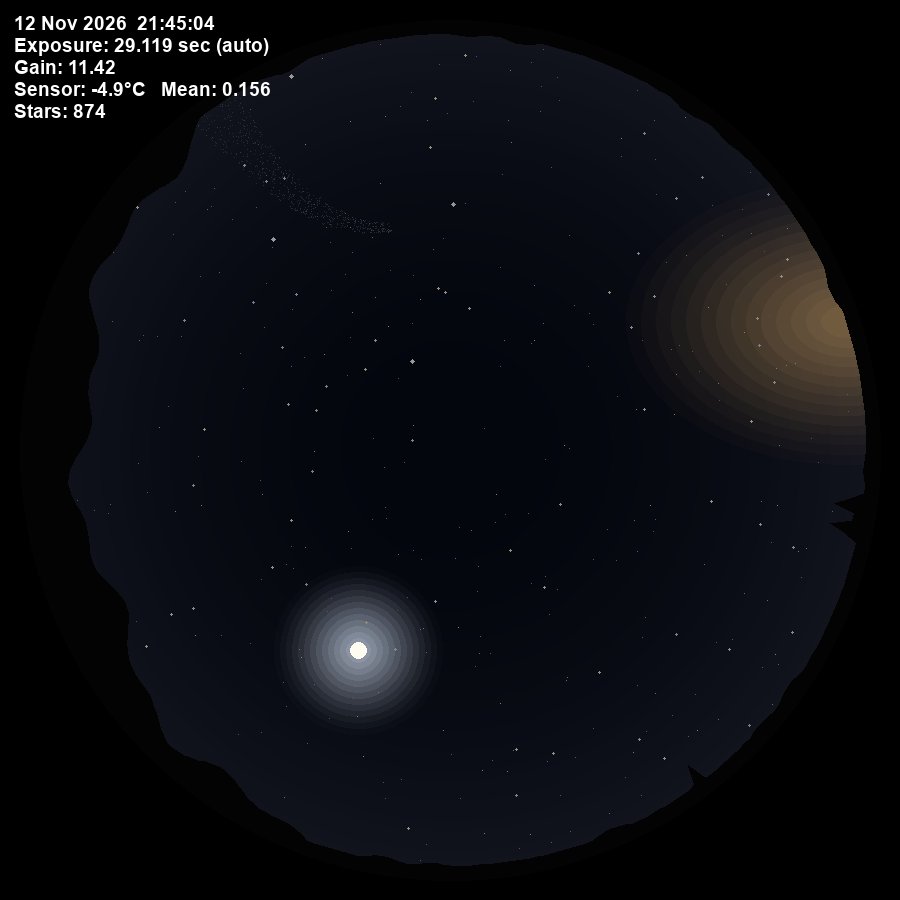 12 Nov 2026 21:45:04
Exposure: 29.119 sec (auto)
Gain: 11.42
Sensor: -4.9°C Mean: 0.156
Stars: 874